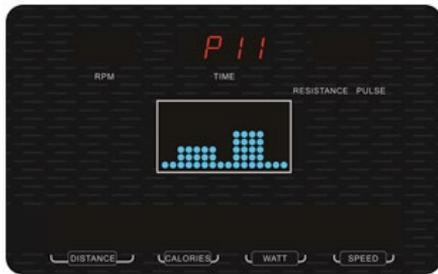 P11
RPM TIME
RESISTANCE PULSE
DISTANCE CALORIES WATT SPEED